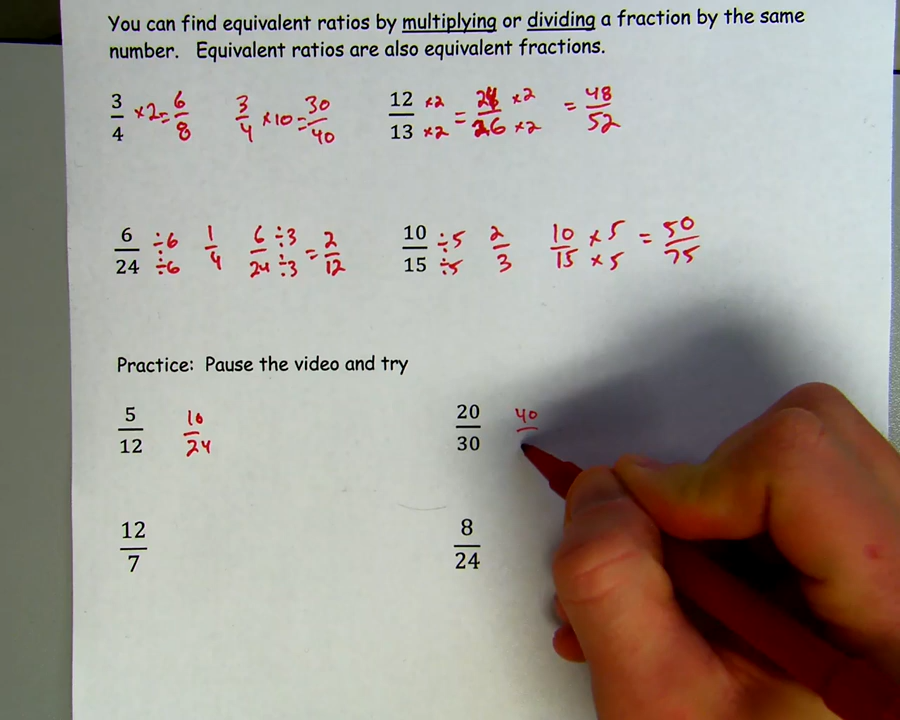 You can find equivalent ratios by multiplying or dividing a fraction by the same
number. Equivalent ratios are also equivalent fractions.
3/4 ×2 = 6/8 3/4 ×10 = 30/40 12/13 ×2 ×2 = 24/26 ×2 ×2 = 48/52
6/24 ÷6 ÷6 1/4 6/24 ÷3 ÷3 = 2/12 10/15 ÷5 ÷5 2/3 10/15 ×5 ×5 = 50/75
Practice: Pause the video and try
5/12 10/24 20/30 40/
12/7 8/24